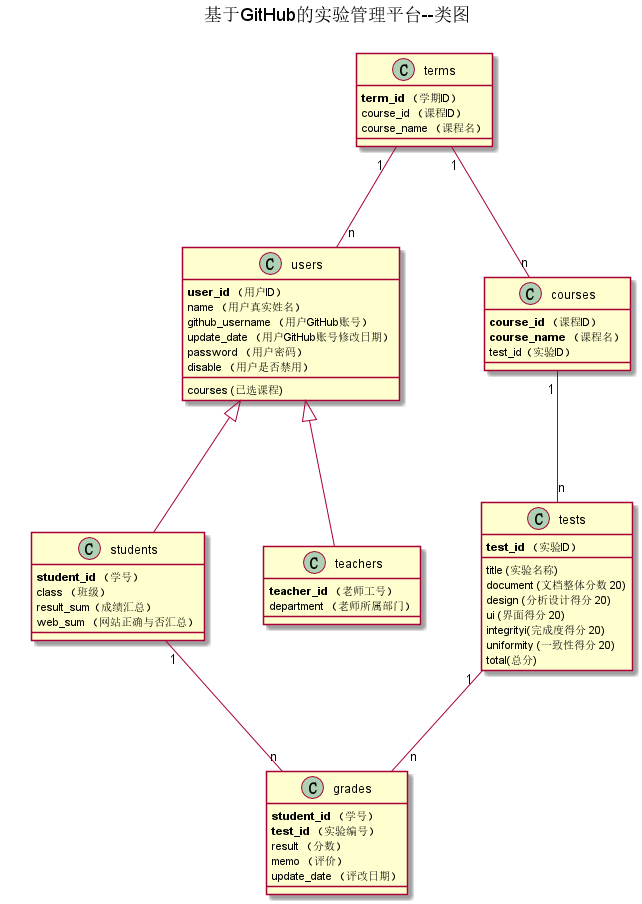 基于GitHub的实验管理平台--类图
C terms
term_id （学期ID）
course_id （课程ID）
course_name （课程名）
1
1
n
n
C users
user_id （用户ID）
name （用户真实姓名）
github_username （用户GitHub账号）
update_date （用户GitHub账号修改日期）
password （用户密码）
disable （用户是否禁用）
courses (已选课程)
C courses
course_id （课程ID）
course_name （课程名）
test_id（实验ID）
1
n
C students
student_id （学号）
class （班级）
result_sum（成绩汇总）
web_sum （网站正确与否汇总）
C teachers
teacher_id （老师工号）
department （老师所属部门）
C tests
test_id （实验ID）
title (实验名称)
document (文档整体分数 20)
design (分析设计得分 20)
ui (界面得分 20)
integrityi(完成度得分 20)
uniformity (一致性得分 20)
total(总分)
1
1
n
n
C grades
student_id （学号）
test_id （实验编号）
result （分数）
memo （评价）
update_date （评改日期）